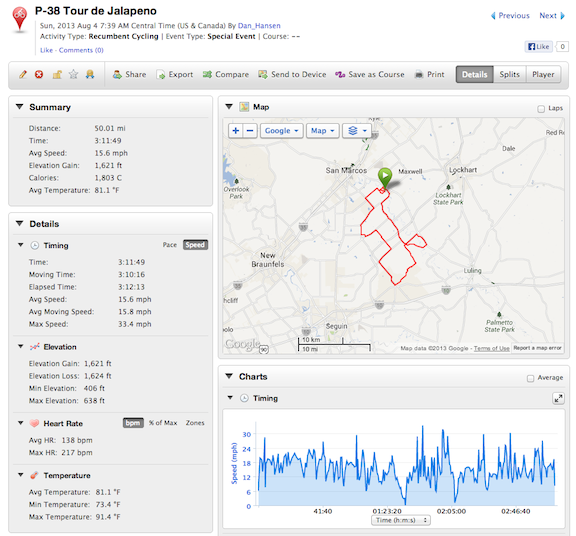 P-38 Tour de Jalapeno
Sun, 2013 Aug 4 7:39 AM Central Time (US & Canada) By Dan_Hansen
Activity Type: Recumbent Cycling | Event Type: Special Event | Course: --
Like · Comments (0)
Previous Next
Like 0
Share Export Compare Send to Device Save as Course Print Details Splits Player
Summary
Distance: 50.01 mi
Time: 3:11:49
Avg Speed: 15.6 mph
Elevation Gain: 1,621 ft
Calories: 1,803 C
Avg Temperature: 81.1 °F
Details
Timing Pace Speed
Time: 3:11:49
Moving Time: 3:10:16
Elapsed Time: 3:12:13
Avg Speed: 15.6 mph
Avg Moving Speed: 15.8 mph
Max Speed: 33.4 mph
Elevation
Elevation Gain: 1,621 ft
Elevation Loss: 1,624 ft
Min Elevation: 406 ft
Max Elevation: 638 ft
Heart Rate bpm % of Max Zones
Avg HR: 138 bpm
Max HR: 217 bpm
Temperature
Avg Temperature: 81.1 °F
Min Temperature: 73.4 °F
Max Temperature: 91.4 °F
Map Laps
+ − Google Map
Kyle
Dale
Red Ro
San Marcos
Maxwell
Lockhart
Overlook Park
Lockhart State Park
New Braunfels
Luling
hcliff
Palmetto State Park
olo
Seguin
Google 90
10 km
10 mi
Map data ©2013 Google - Terms of Use Report a map error
Charts Average
Timing
Speed (mph)
30
24
18
12
6
0
41:40 01:23:20 02:05:00 02:46:40
Time (h:m:s)